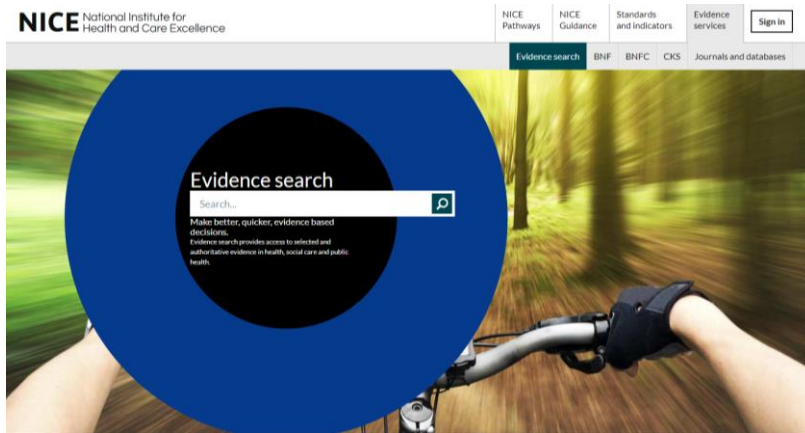 NICE National Institute for
Health and Care Excellence
NICE
Pathways
NICE
Guidance
Standards
and indicators
Evidence
services
Sign in
Evidence search
BNF
BNFC
CKS
Journals and databases
Evidence search
Search...
Make better, quicker, evidence based
decisions.
Evidence search provides access to selected and
authoritative evidence in health, social care and public
health.